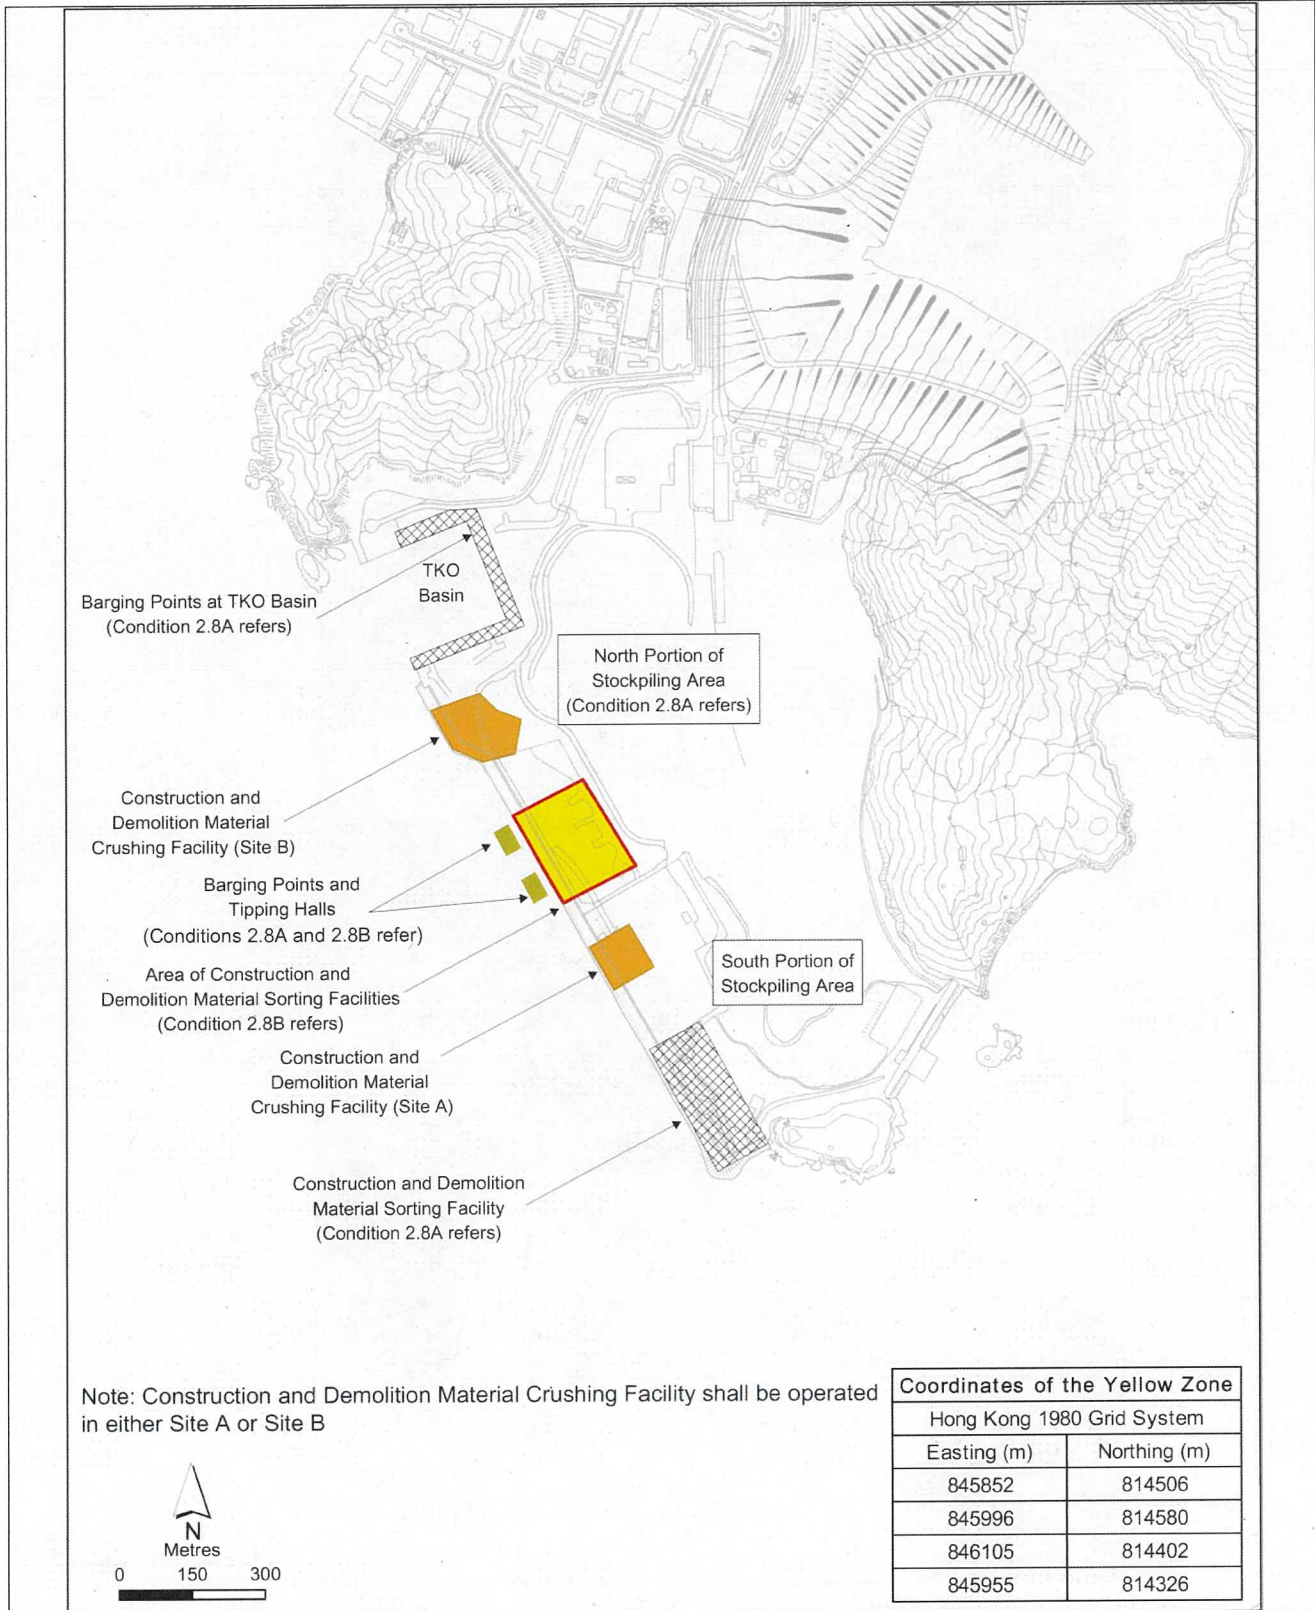 TKO
Basin
Barging Points at TKO Basin
(Condition 2.8A refers)
North Portion of
Stockpiling Area
(Condition 2.8A refers)
Construction and
Demolition Material
Crushing Facility (Site B)
Barging Points and
Tipping Halls
(Conditions 2.8A and 2.8B refer)
Area of Construction and
Demolition Material Sorting Facilities
(Condition 2.8B refers)
South Portion of
Stockpiling Area
Construction and
Demolition Material
Crushing Facility (Site A)
Construction and Demolition
Material Sorting Facility
(Condition 2.8A refers)
Note: Construction and Demolition Material Crushing Facility shall be operated
in either Site A or Site B
N
Metres
0 150 300
Coordinates of the Yellow Zone
Hong Kong 1980 Grid System
Easting (m) Northing (m)
845852 814506
845996 814580
846105 814402
845955 814326